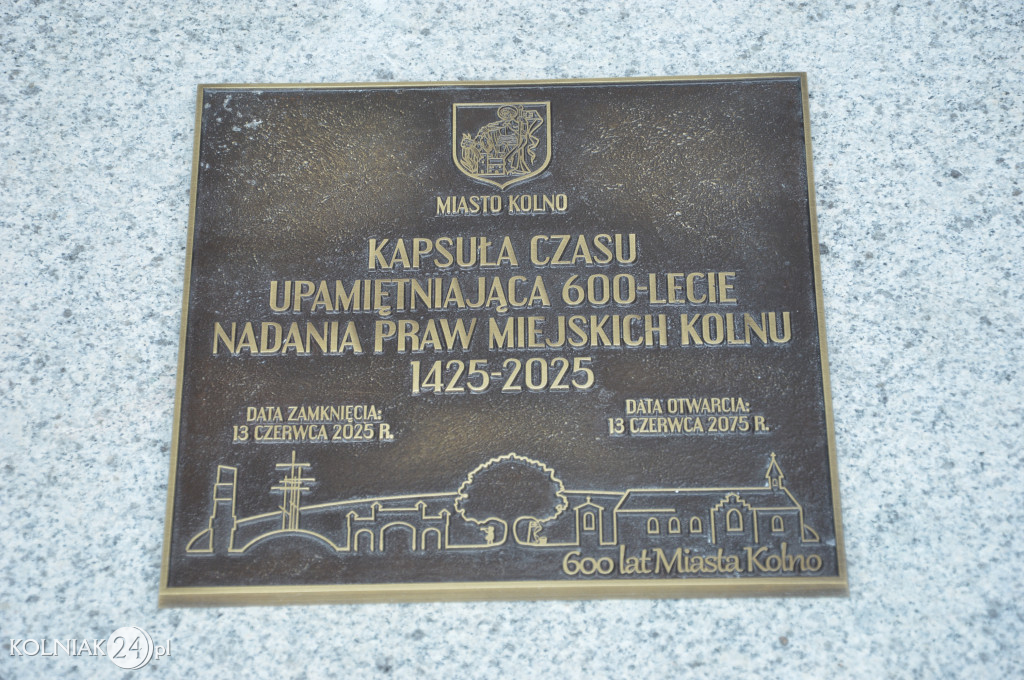 MIASTO KOLNO
KAPSUŁA CZASU
UPAMIĘTNIAJĄCA 600-LECIE
NADANIA PRAW MIEJSKICH KOLNU
1425-2025
DATA ZAMKNIĘCIA:
13 CZERWCA 2025 R.
DATA OTWARCIA:
13 CZERWCA 2075 R.
600 lat Miasta Kolno
KOLNIAK24.pl